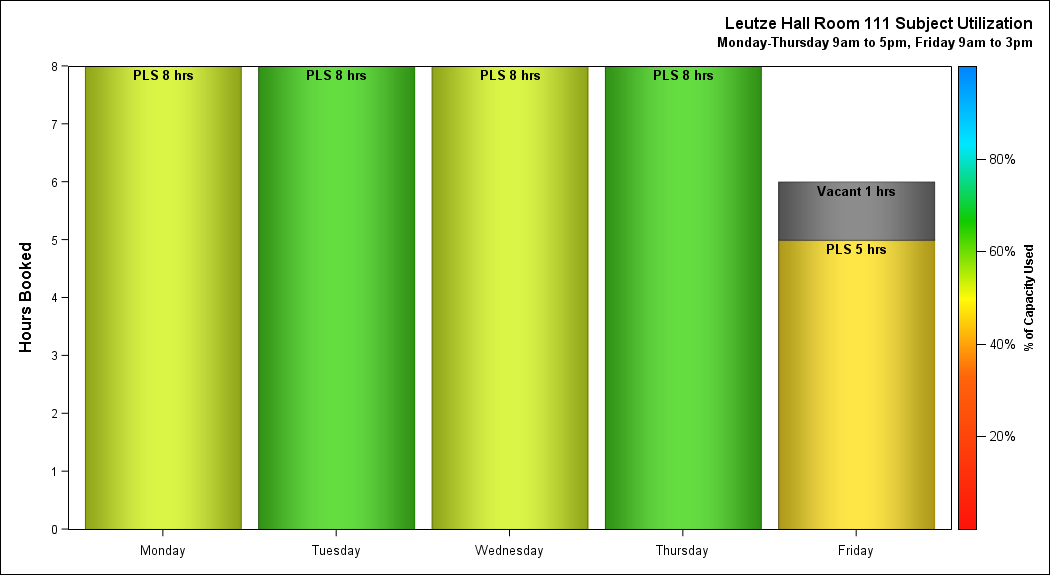 Leutze Hall Room 111 Subject Utilization
Monday-Thursday 9am to 5pm, Friday 9am to 3pm
Hours Booked
8
7
6
5
4
3
2
1
0
PLS 8 hrs
PLS 8 hrs
PLS 8 hrs
PLS 8 hrs
Vacant 1 hrs
PLS 5 hrs
Monday
Tuesday
Wednesday
Thursday
Friday
80%
60%
40%
20%
% of Capacity Used